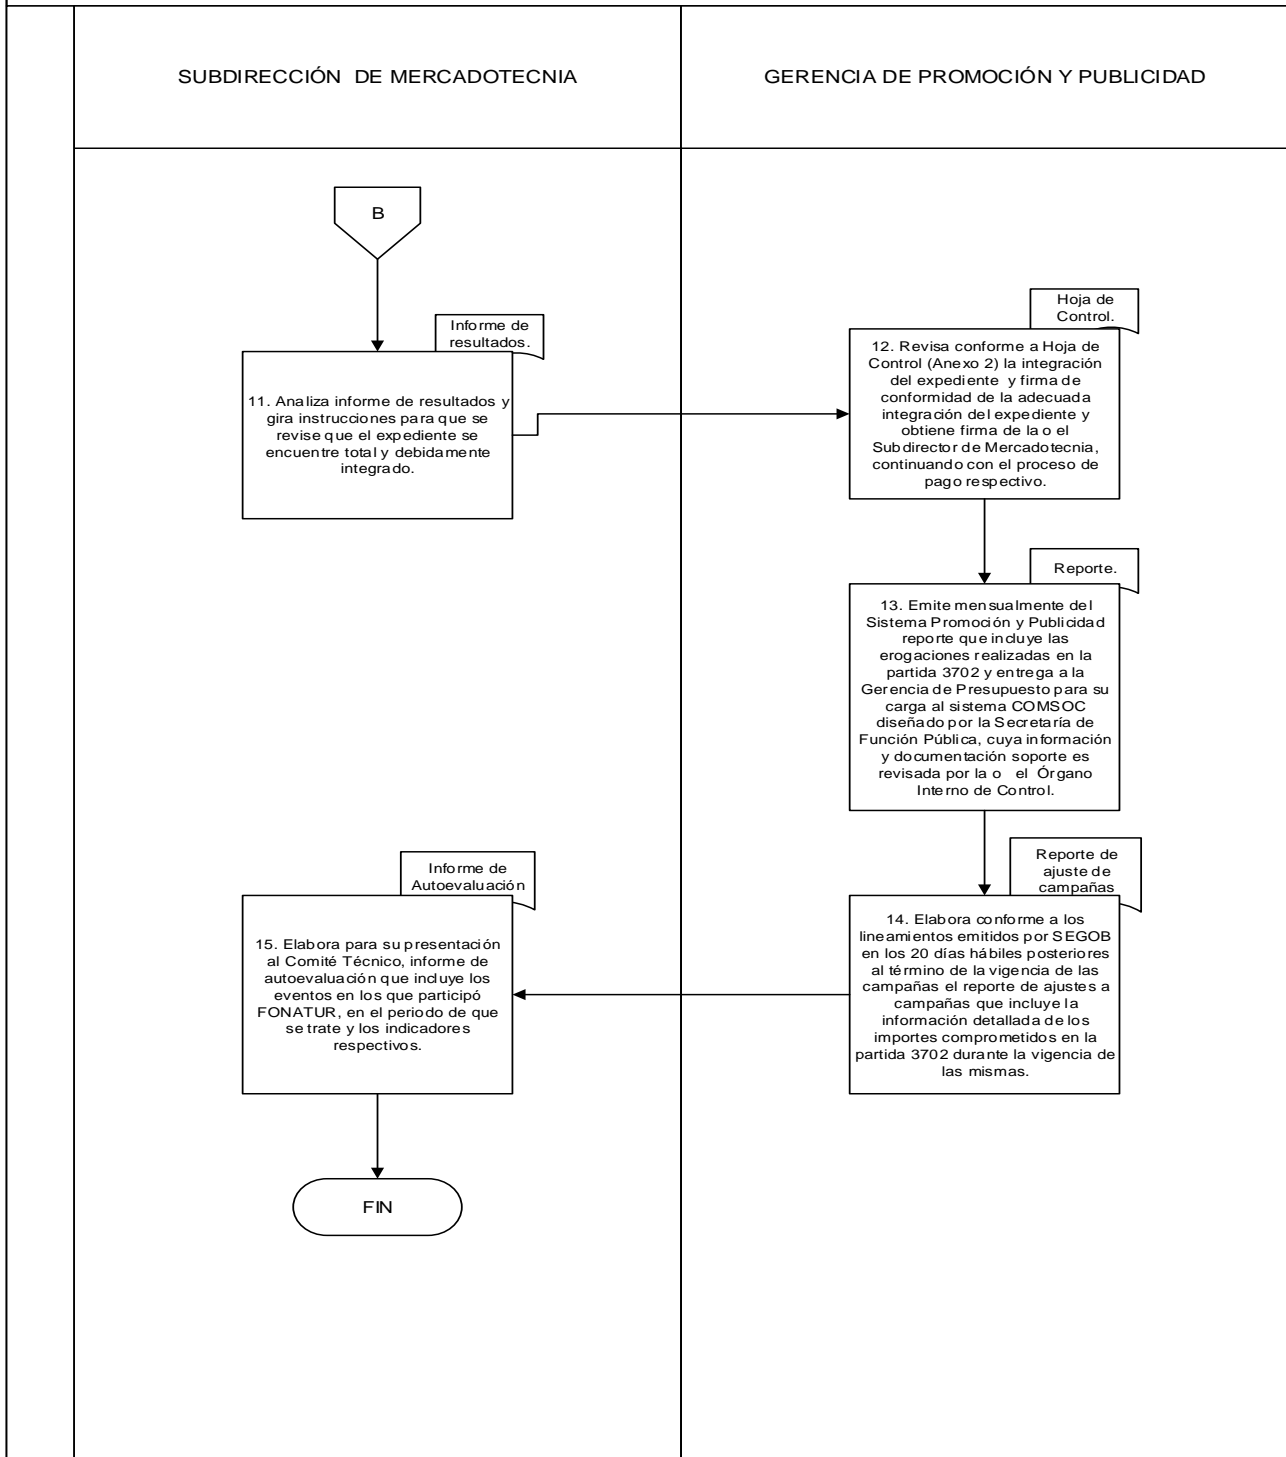 SUBDIRECCIÓN DE MERCADOTECNIA
GERENCIA DE PROMOCIÓN Y PUBLICIDAD
B
Informe de
resultados.
11. Analiza informe de resultados y
gira instrucciones para que se
revise que el expediente se
encuentre total y debidamente
integrado.
Hoja de
Control.
12. Revisa conforme a Hoja de
Control (Anexo 2) la integración
del expediente y firma de
conformidad de la adecuada
integración del expediente y
obtiene firma de la o el
Subdirector de Mercadotecnia,
continuando con el proceso de
pago respectivo.
Reporte.
13. Emite mensualmente del
Sistema Promoción y Publicidad
reporte que incluye las
erogaciones realizadas en la
partida 3702 y entrega a la
Gerencia de Presupuesto para su
carga al sistema COMSOC
diseñado por la Secretaría de
Función Pública, cuya información
y documentación soporte es
revisada por la o el Órgano
Interno de Control.
Reporte de
ajuste de
campañas
14. Elabora conforme a los
lineamientos emitidos por SEGOB
en los 20 días hábiles posteriores
al término de la vigencia de las
campañas el reporte de ajustes a
campañas que incluye la
información detallada de los
importes comprometidos en la
partida 3702 durante la vigencia de
las mismas.
Informe de
Autoevaluación
15. Elabora para su presentación
al Comité Técnico, informe de
autoevaluación que incluye los
eventos en los que participó
FONATUR, en el periodo de que
se trate y los indicadores
respectivos.
FIN